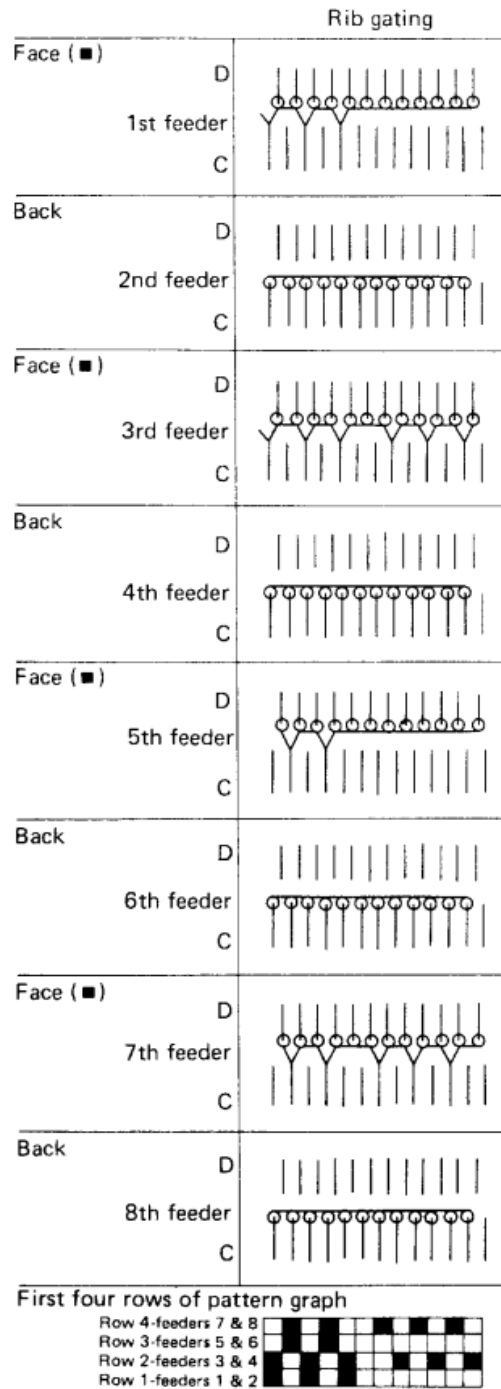 Rib gating
Face (■)
D
1st feeder
C
Back
D
2nd feeder
C
Face (■)
D
3rd feeder
C
Back
D
4th feeder
C
Face (■)
D
5th feeder
C
Back
D
6th feeder
C
Face (■)
D
7th feeder
C
Back
D
8th feeder
C
First four rows of pattern graph
Row 4-feeders 7 & 8
Row 3-feeders 5 & 6
Row 2-feeders 3 & 4
Row 1-feeders 1 & 2